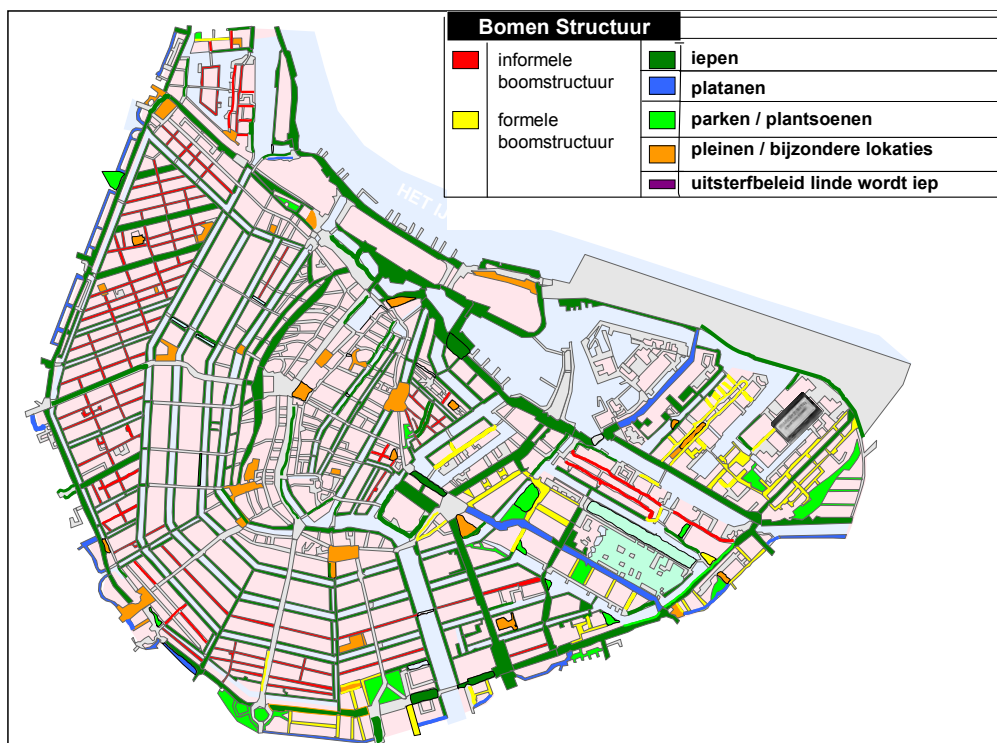 Bomen Structuur
informele
boomstructuur
formele
boomstructuur
iepen
platanen
parken / plantsoenen
pleinen / bijzondere lokaties
uitsterfbeleid linde wordt iep
HET IJ